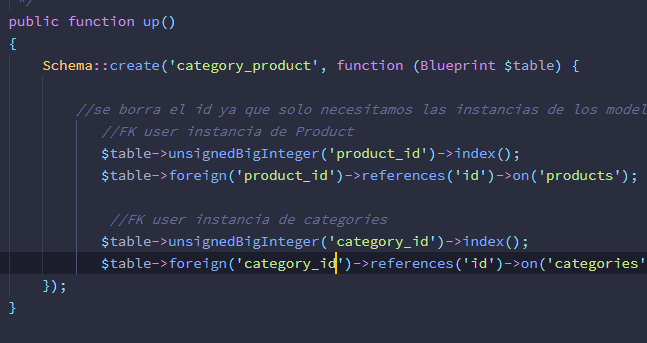 */
public function up()
{
Schema::create('category_product', function (Blueprint $table) {
//se borra el id ya que solo necesitamos las instancias de los model
//FK user instancia de Product
$table->unsignedBigInteger('product_id')->index();
$table->foreign('product_id')->references('id')->on('products');
//FK user instancia de categories
$table->unsignedBigInteger('category_id')->index();
$table->foreign('category_id')->references('id')->on('categories'
});
}